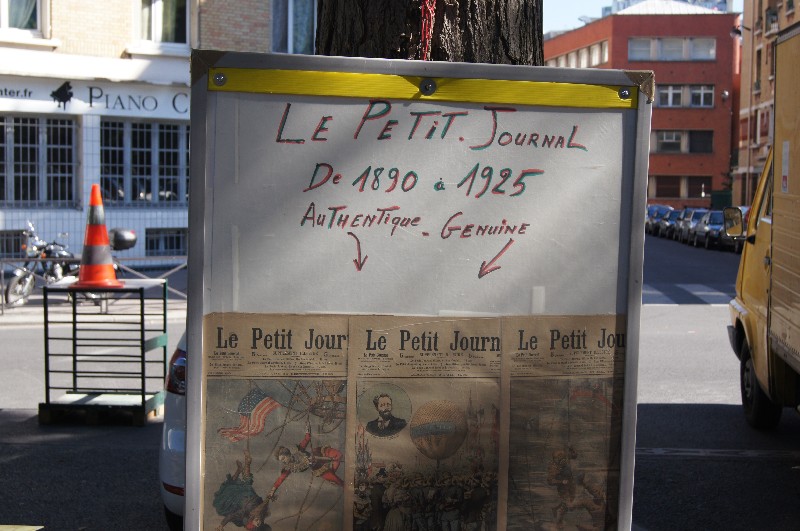 nter.fr PIANO C
LE PETIT. JOURNAL
De 1890 à 1925
AUTHENTIQUE - GENUINE
Le Petit Jour
Le Petit Journ
Le Petit Jou